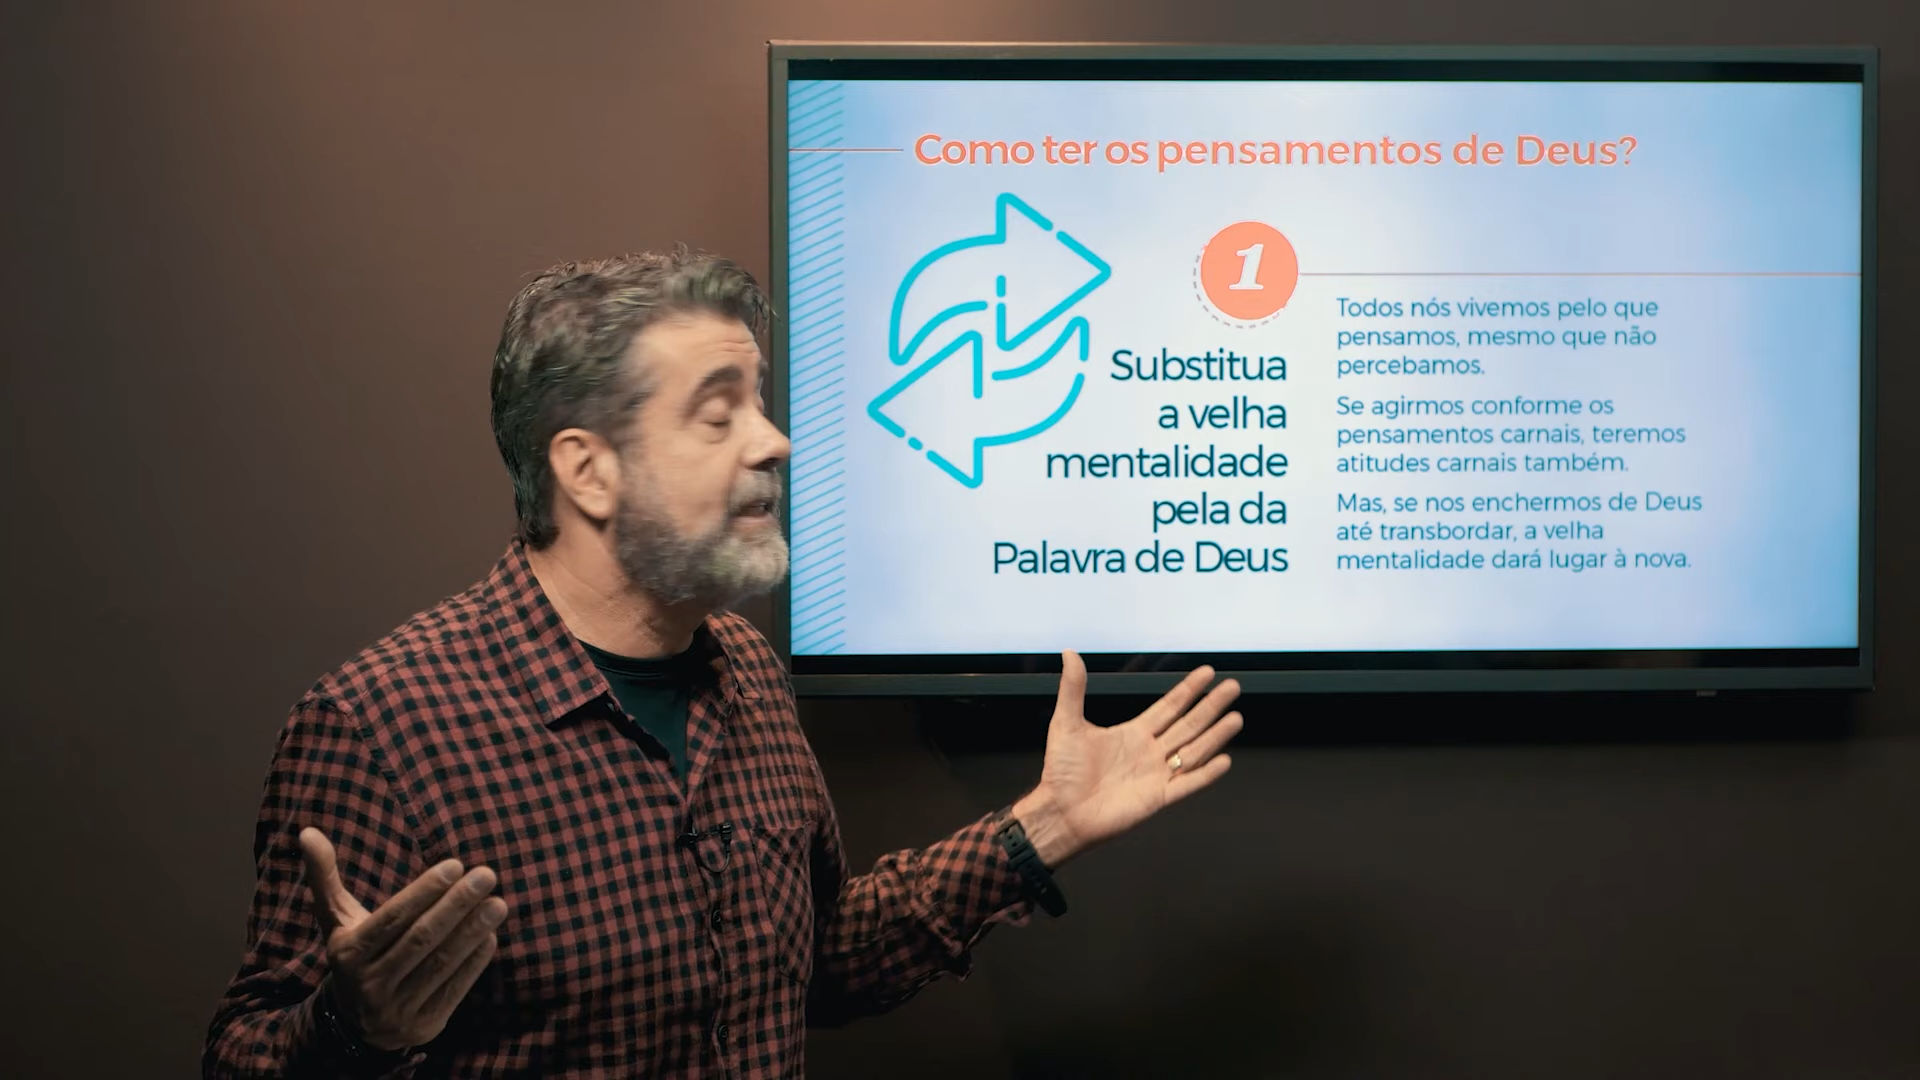 Como ter os pensamentos de Deus?
1
Substitua
a velha
mentalidade
pela da
Palavra de Deus
Todos nós vivemos pelo que
pensamos, mesmo que não
percebamos.
Se agirmos conforme os
pensamentos carnais, teremos
atitudes carnais também.
Mas, se nos enchermos de Deus
até transbordar, a velha
mentalidade dará lugar à nova.